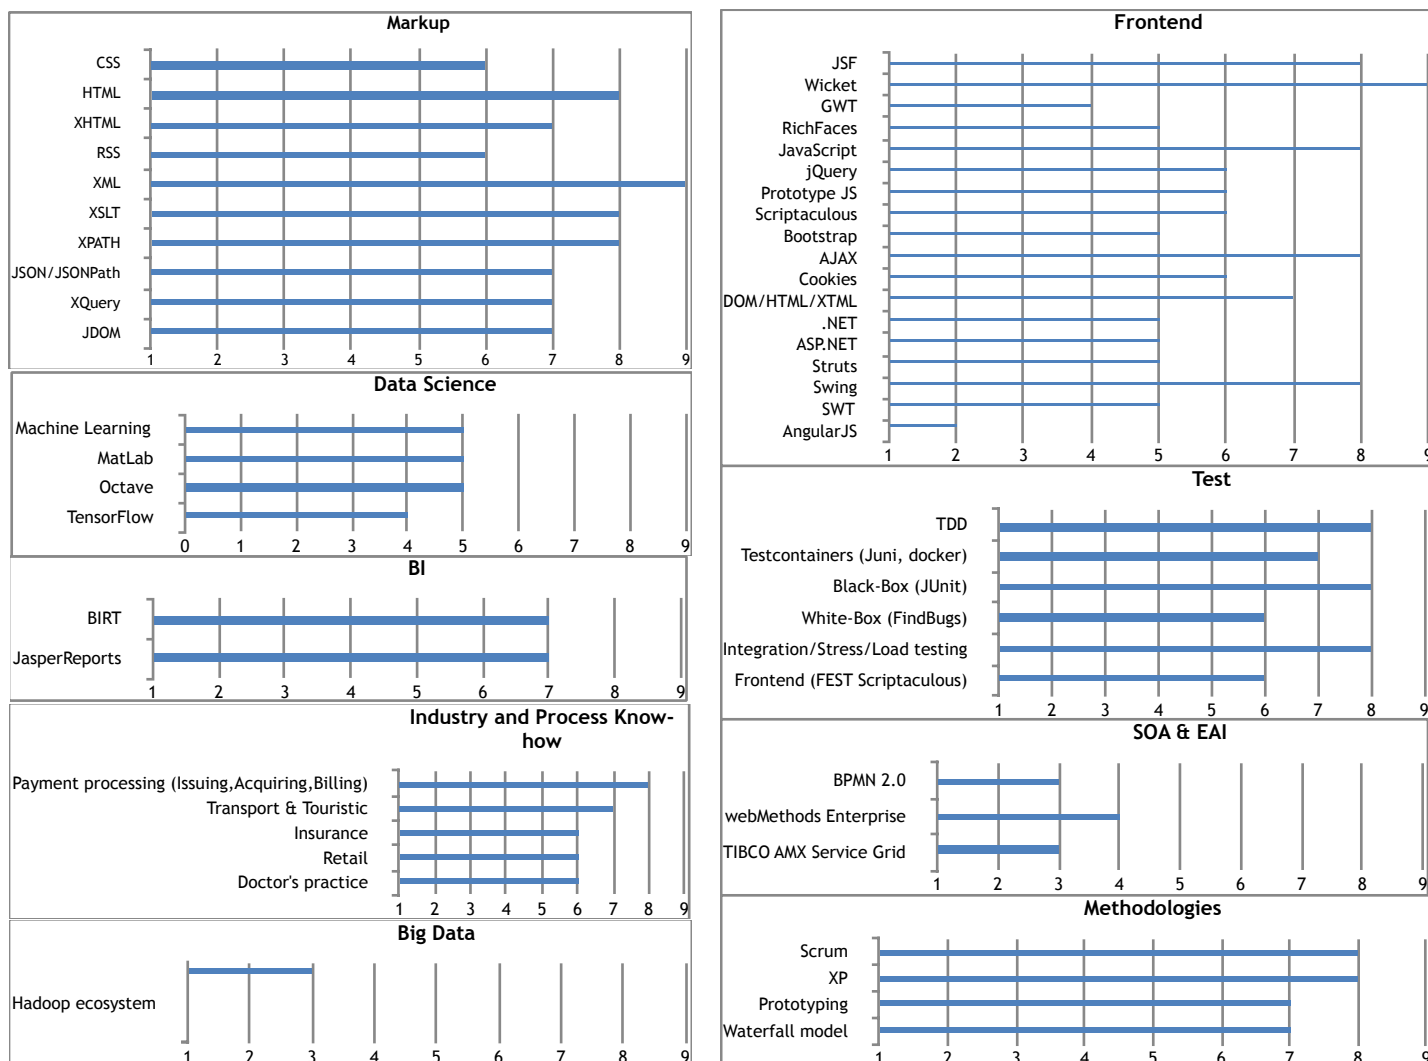 Markup
CSS
HTML
XHTML
RSS
XML
XSLT
XPATH
JSON/JSONPath
XQuery
JDOM
1 2 3 4 5 6 7 8 9
Data Science
Machine Learning
MatLab
Octave
TensorFlow
0 1 2 3 4 5 6 7 8 9
BI
BIRT
JasperReports
1 2 3 4 5 6 7 8 9
Industry and Process Know-
how
Payment processing (Issuing,Acquiring,Billing)
Transport & Touristic
Insurance
Retail
Doctor's practice
1 2 3 4 5 6 7 8 9
Big Data
Hadoop ecosystem
1 2 3 4 5 6 7 8 9
Frontend
JSF
Wicket
GWT
RichFaces
JavaScript
jQuery
Prototype JS
Scriptaculous
Bootstrap
AJAX
Cookies
DOM/HTML/XTML
.NET
ASP.NET
Struts
Swing
SWT
AngularJS
1 2 3 4 5 6 7 8 9
Test
TDD
Testcontainers (Juni, docker)
Black-Box (JUnit)
White-Box (FindBugs)
Integration/Stress/Load testing
Frontend (FEST Scriptaculous)
1 2 3 4 5 6 7 8 9
SOA & EAI
BPMN 2.0
webMethods Enterprise
TIBCO AMX Service Grid
1 2 3 4 5 6 7 8 9
Methodologies
Scrum
XP
Prototyping
Waterfall model
1 2 3 4 5 6 7 8 9